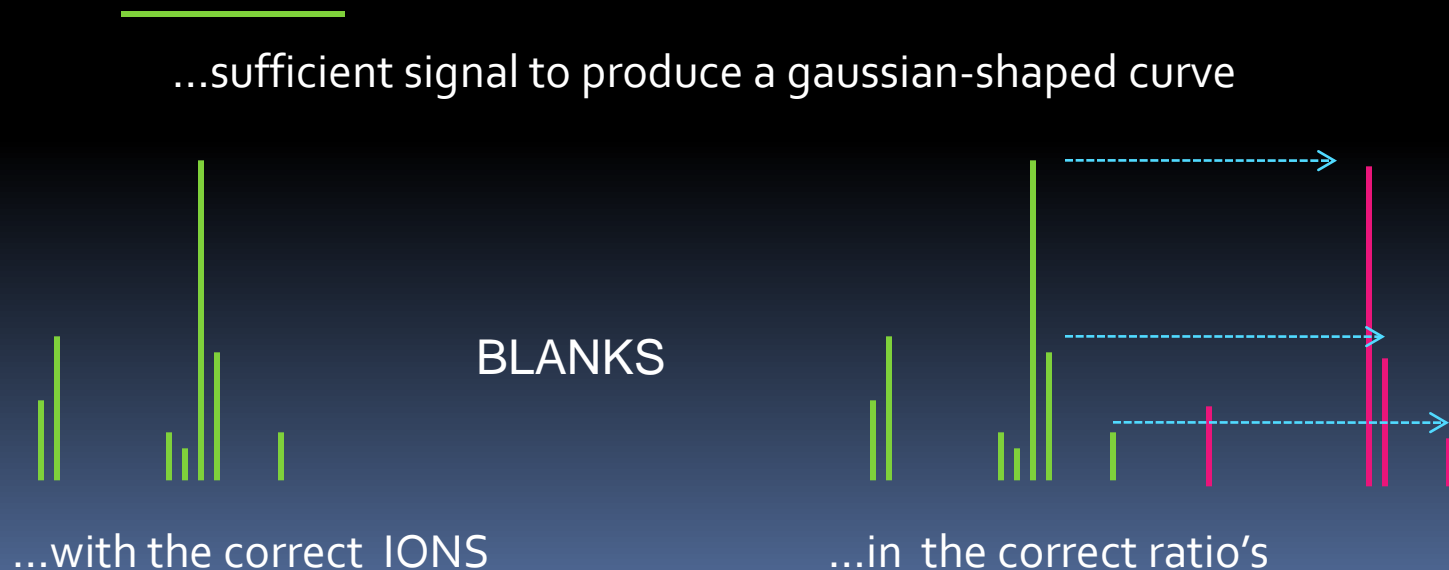 ...sufficient signal to produce a gaussian-shaped curve
BLANKS
...with the correct  IONS
...in  the correct ratio’s